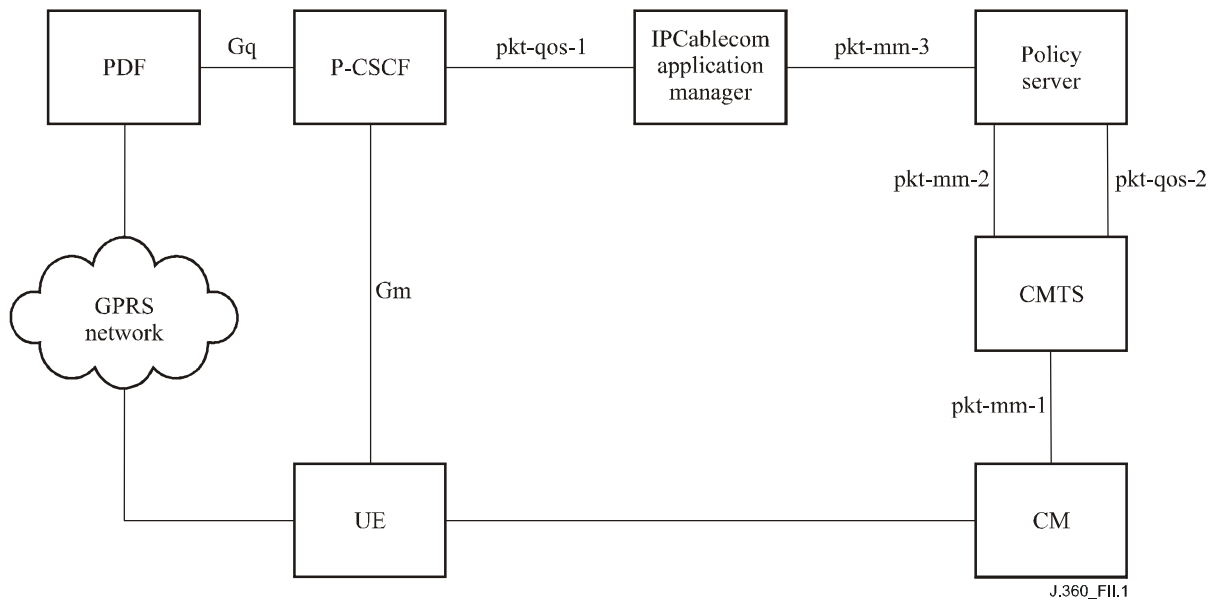 PDF
Gq
P-CSCF
pkt-qos-1
IPCablecom
application
manager
pkt-mm-3
Policy
server
pkt-mm-2
pkt-qos-2
GPRS
network
Gm
CMTS
pkt-mm-1
UE
CM
J.360_FII.1